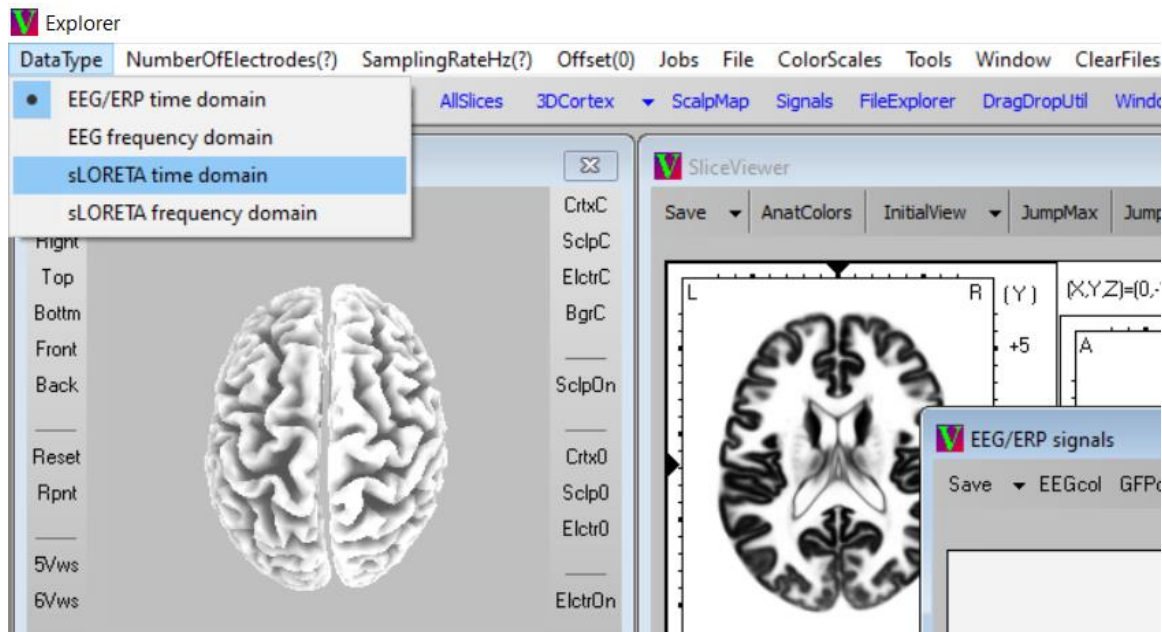 Explorer
DataType NumberOfElectrodes(?) SamplingRateHz(?) Offset(0) Jobs File ColorScales Tools Window ClearFiles
EEG/ERP time domain
EEG frequency domain
sLORETA time domain
sLORETA frequency domain
AllSlices 3DCortex ScalpMap Signals FileExplorer DragDropUtil
Right
Top
Bottm
Front
Back
Reset
Rpnt
5Vws
6Vws
CrtxC
SclpC
ElctrC
BgrC
SclpOn
Crtx0
Sclp0
Elctr0
ElctrOn
SliceViewer
Save AnatColors InitialView JumpMax Jump
L R (Y) (X,Y,Z)=(0,-
+5 A
EEG/ERP signals
Save EEGcol